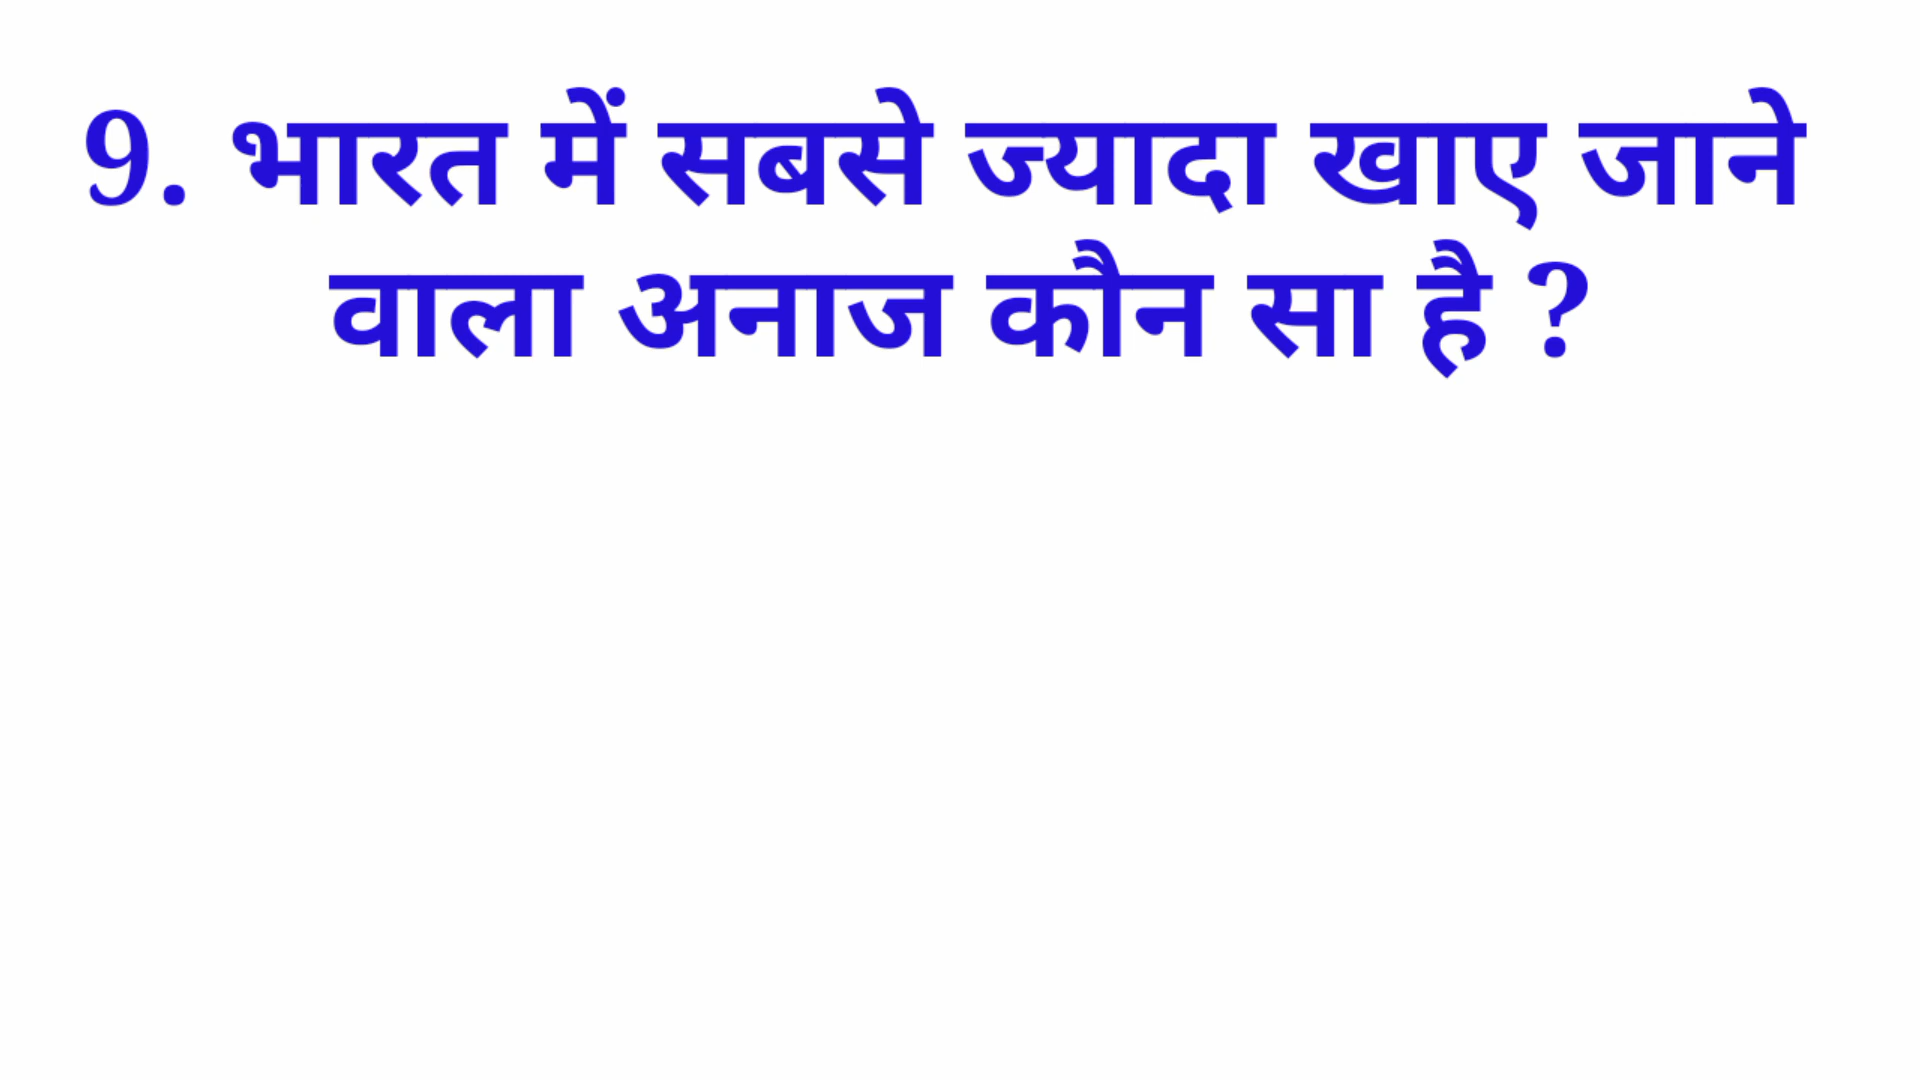 9. भारत में सबसे ज्यादा खाए जाने
वाला अनाज कौन सा है ?